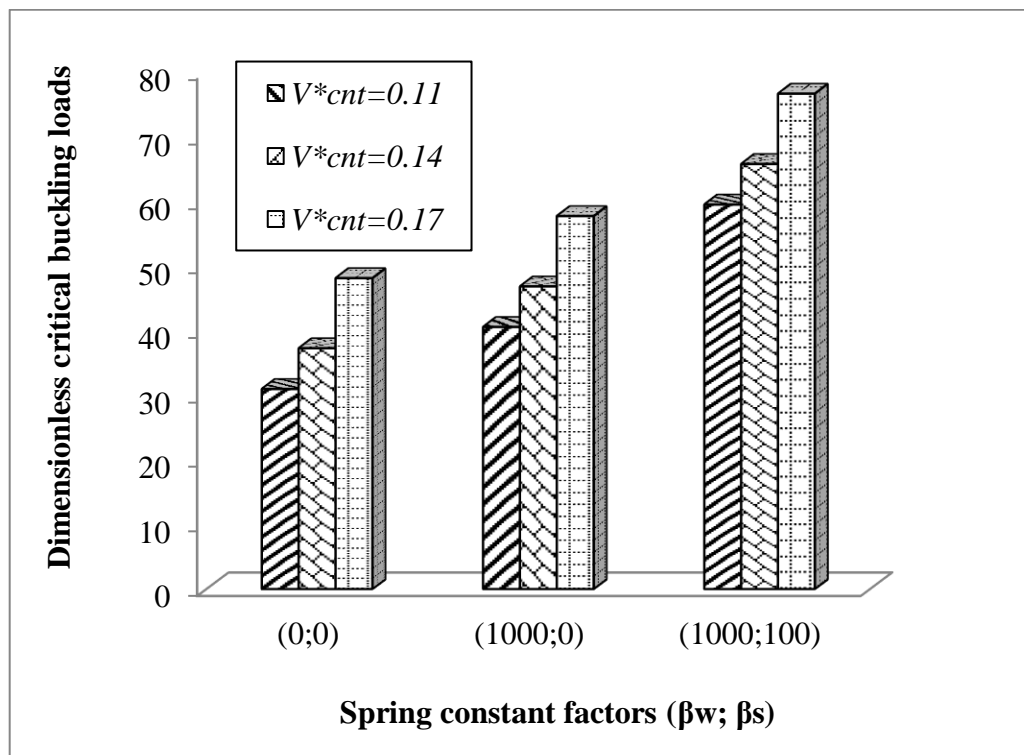 Dimensionless critical buckling loads
80
70
60
50
40
30
20
10
0
V*cnt=0.11
V*cnt=0.14
V*cnt=0.17
(0;0)
(1000;0)
(1000;100)
Spring constant factors (βw; βs)